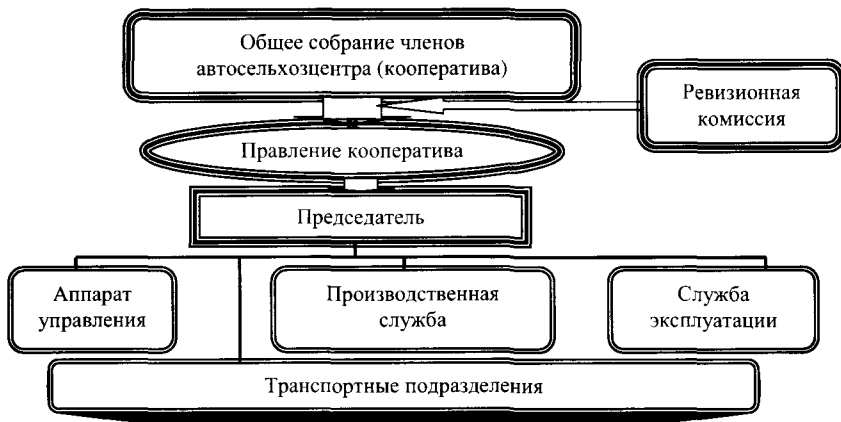 Общее собрание членов
автосельхозцентра (кооператива)
Ревизионная
комиссия
Правление кооператива
Председатель
Аппарат
управления
Производственная
служба
Служба
эксплуатации
Транспортные подразделения